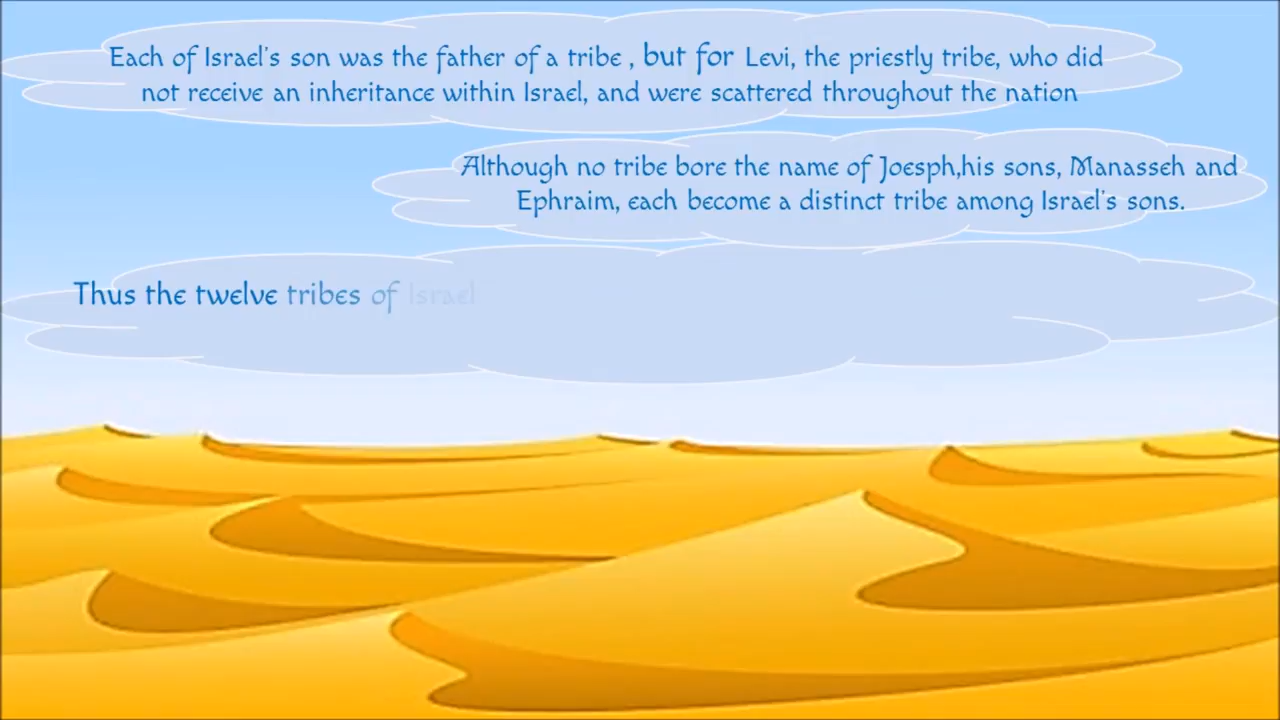 Each of Israel's son was the father of a tribe , but for Levi, the priestly tribe, who did
not receive an inheritance within Israel, and were scattered throughout the nation
Although no tribe bore the name of Joesph,his sons, Manasseh and
Ephraim, each become a distinct tribe among Israel's sons.
Thus the twelve tribes of Israel